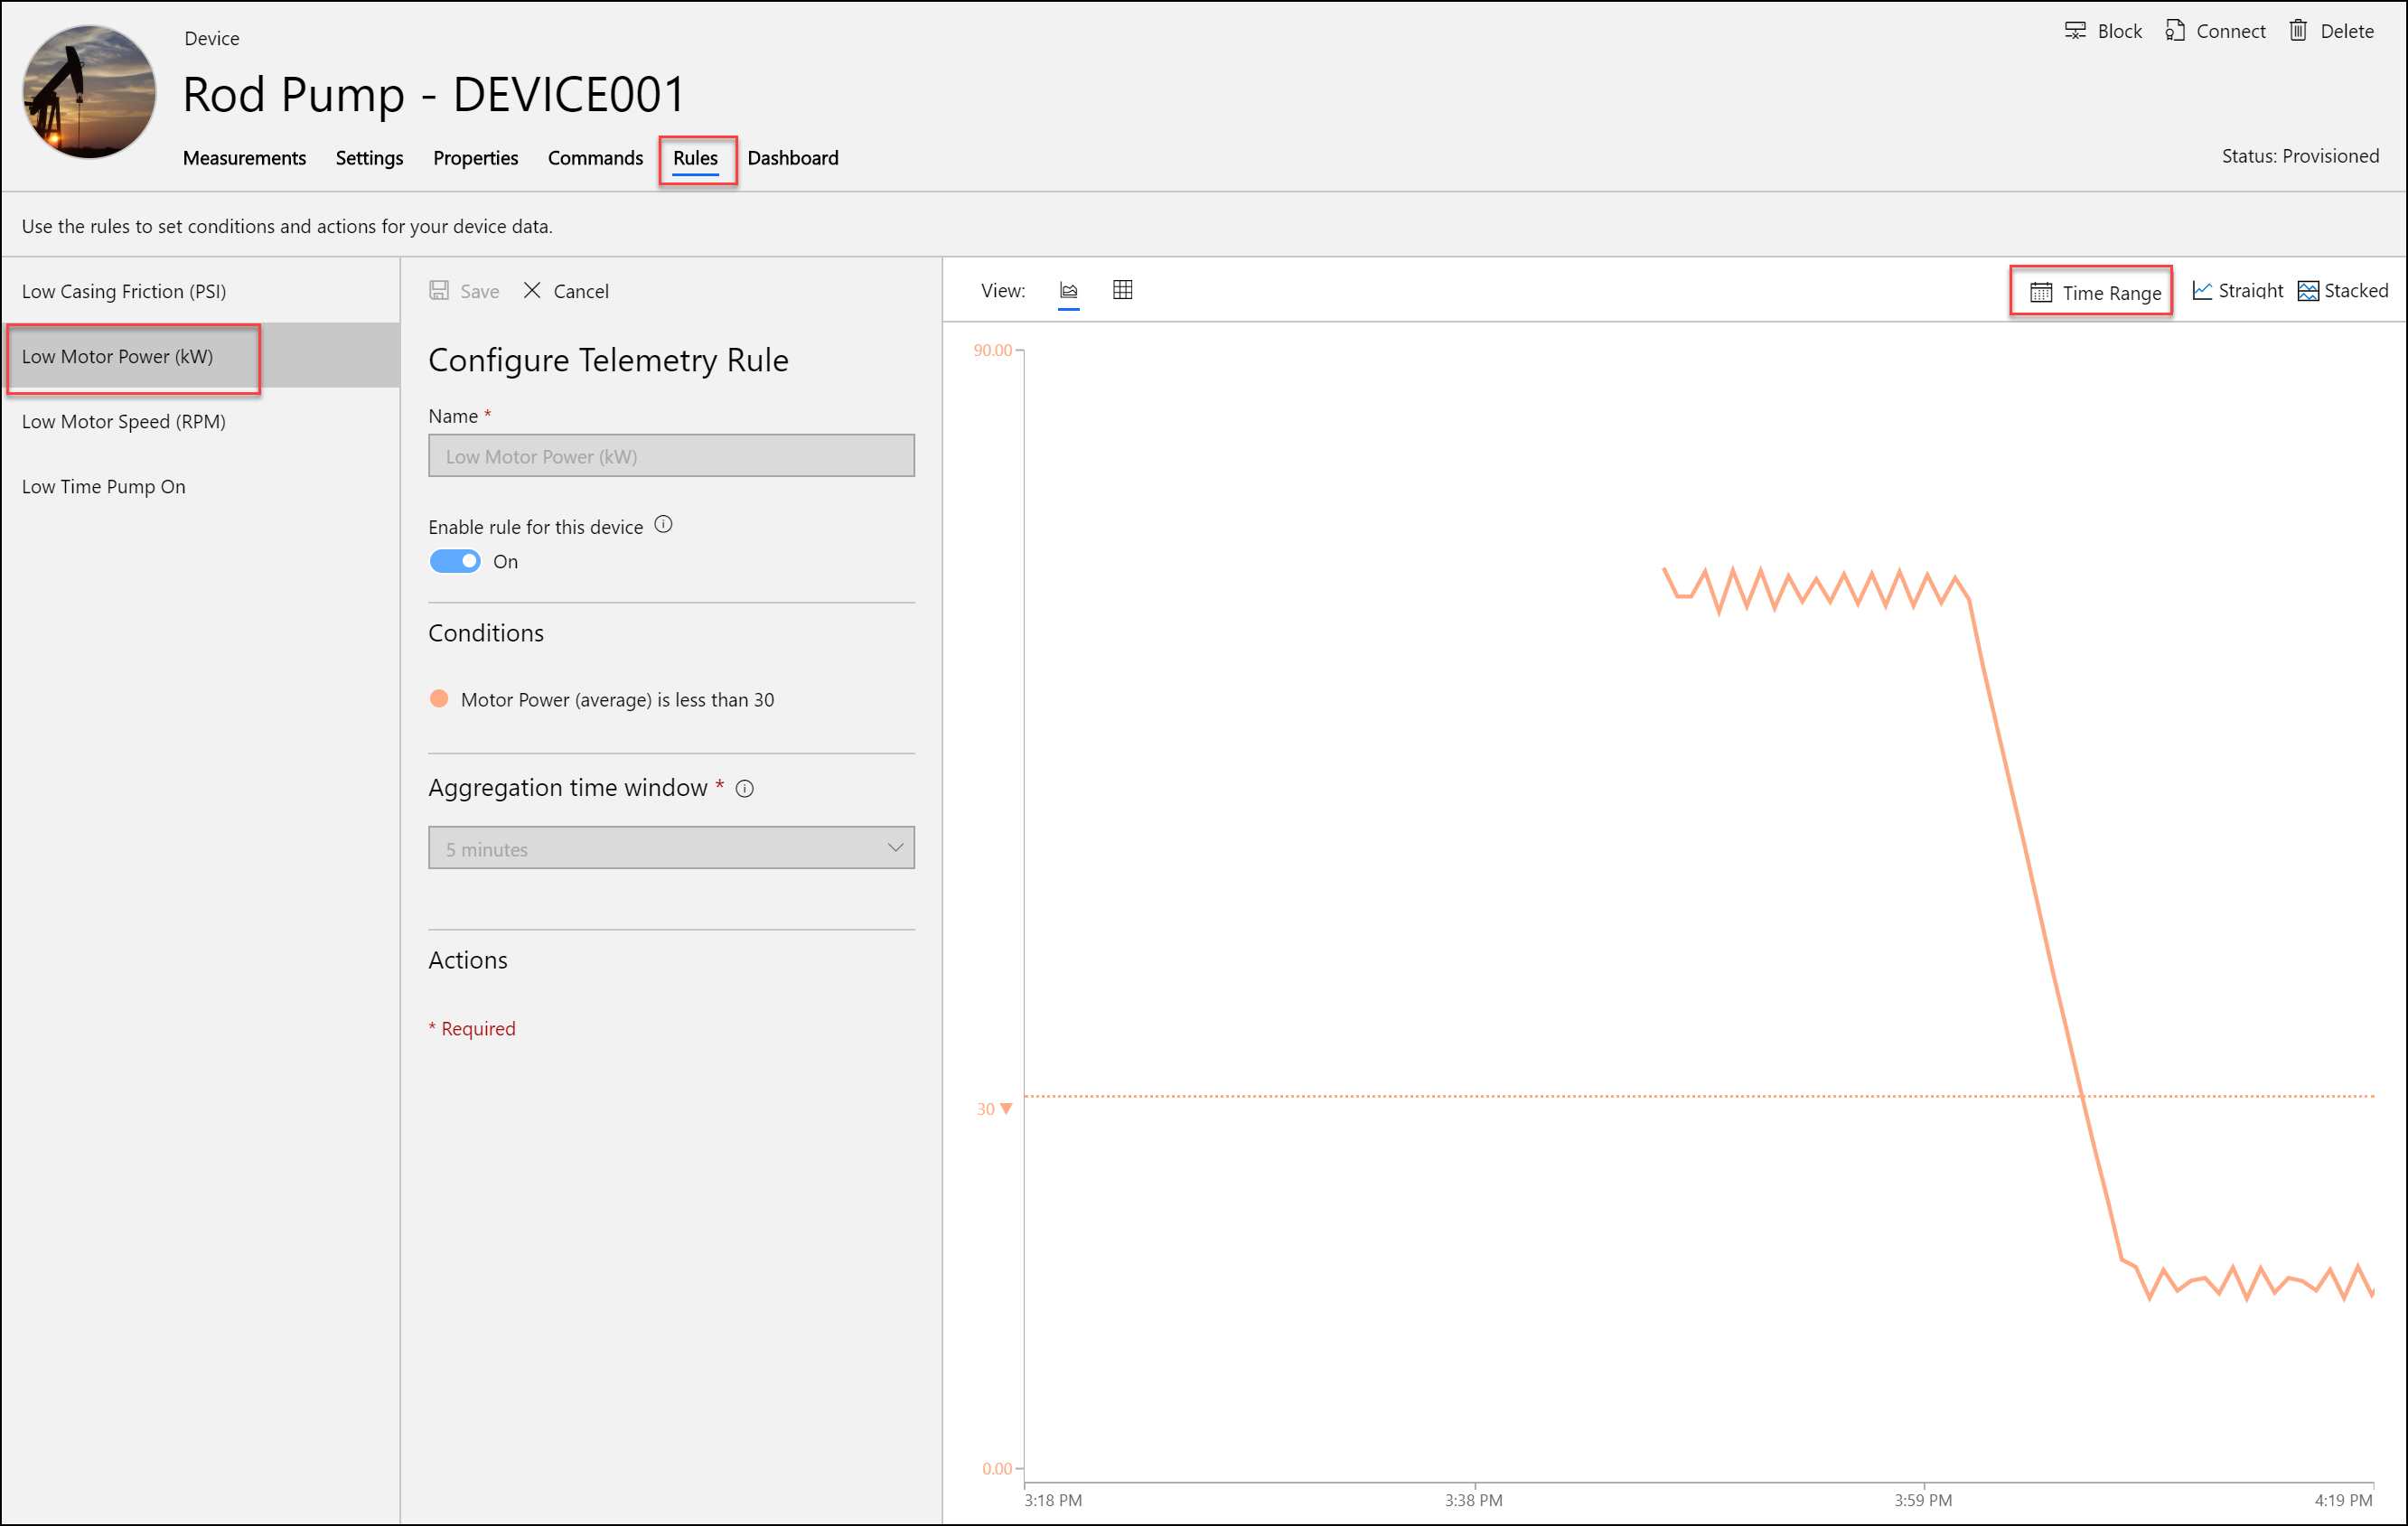 Device
Block Connect Delete
Rod Pump - DEVICE001
Measurements Settings Properties Commands Rules Dashboard
Status: Provisioned
Use the rules to set conditions and actions for your device data.
Low Casing Friction (PSI)
Low Motor Power (kW)
Low Motor Speed (RPM)
Low Time Pump On
Save Cancel
Configure Telemetry Rule
Name *
Low Motor Power (kW)
Enable rule for this device
On
Conditions
Motor Power (average) is less than 30
Aggregation time window *
5 minutes
Actions
* Required
View:
Time Range Straight Stacked
90.00
30
0.00
3:18 PM 3:38 PM 3:59 PM 4:19 PM